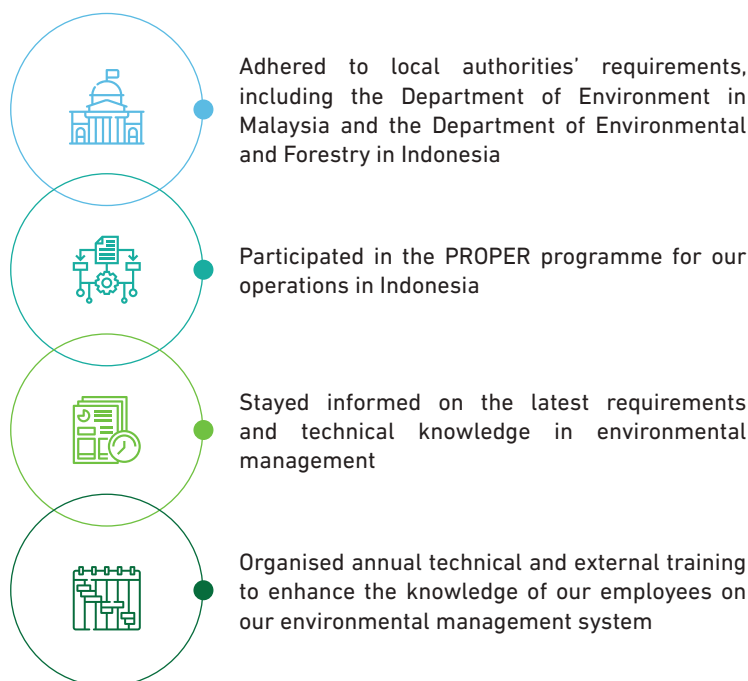 Adhered to local authorities’ requirements,
including the Department of Environment in
Malaysia and the Department of Environmental
and Forestry in Indonesia
Participated in the PROPER programme for our
operations in Indonesia
Stayed informed on the latest requirements
and technical knowledge in environmental
management
Organised annual technical and external training
to enhance the knowledge of our employees on
our environmental management system